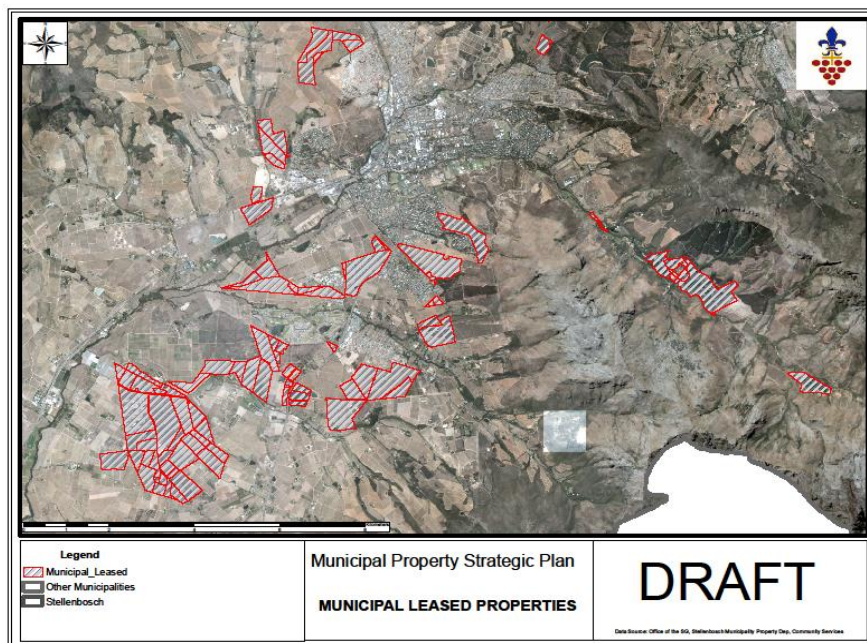 Legend
Municipal_Leased
Other Municipalities
Stellenbosch
Municipal Property Strategic Plan
MUNICIPAL LEASED PROPERTIES
DRAFT
Data Source: Office of the SG, Stellenbosch Municipality Property Dep, Community Services